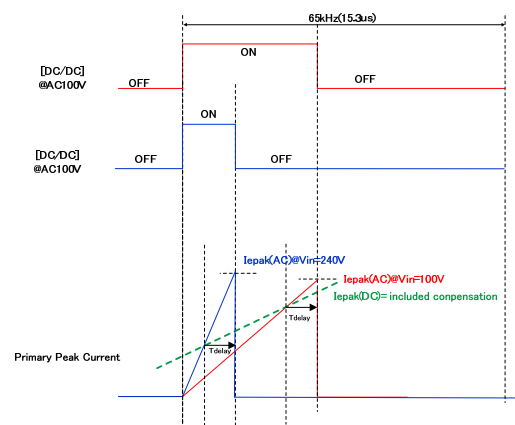 65kHz(15.3us)
[DC/DC]
@AC100V
OFF
ON
OFF
[DC/DC]
@AC100V
OFF
ON
OFF
Iepak(AC)@Vin=240V
Iepak(AC)@Vin=100V
Iepak(DC)= included conpensation
Tdelay
Tdelay
Primary Peak Current